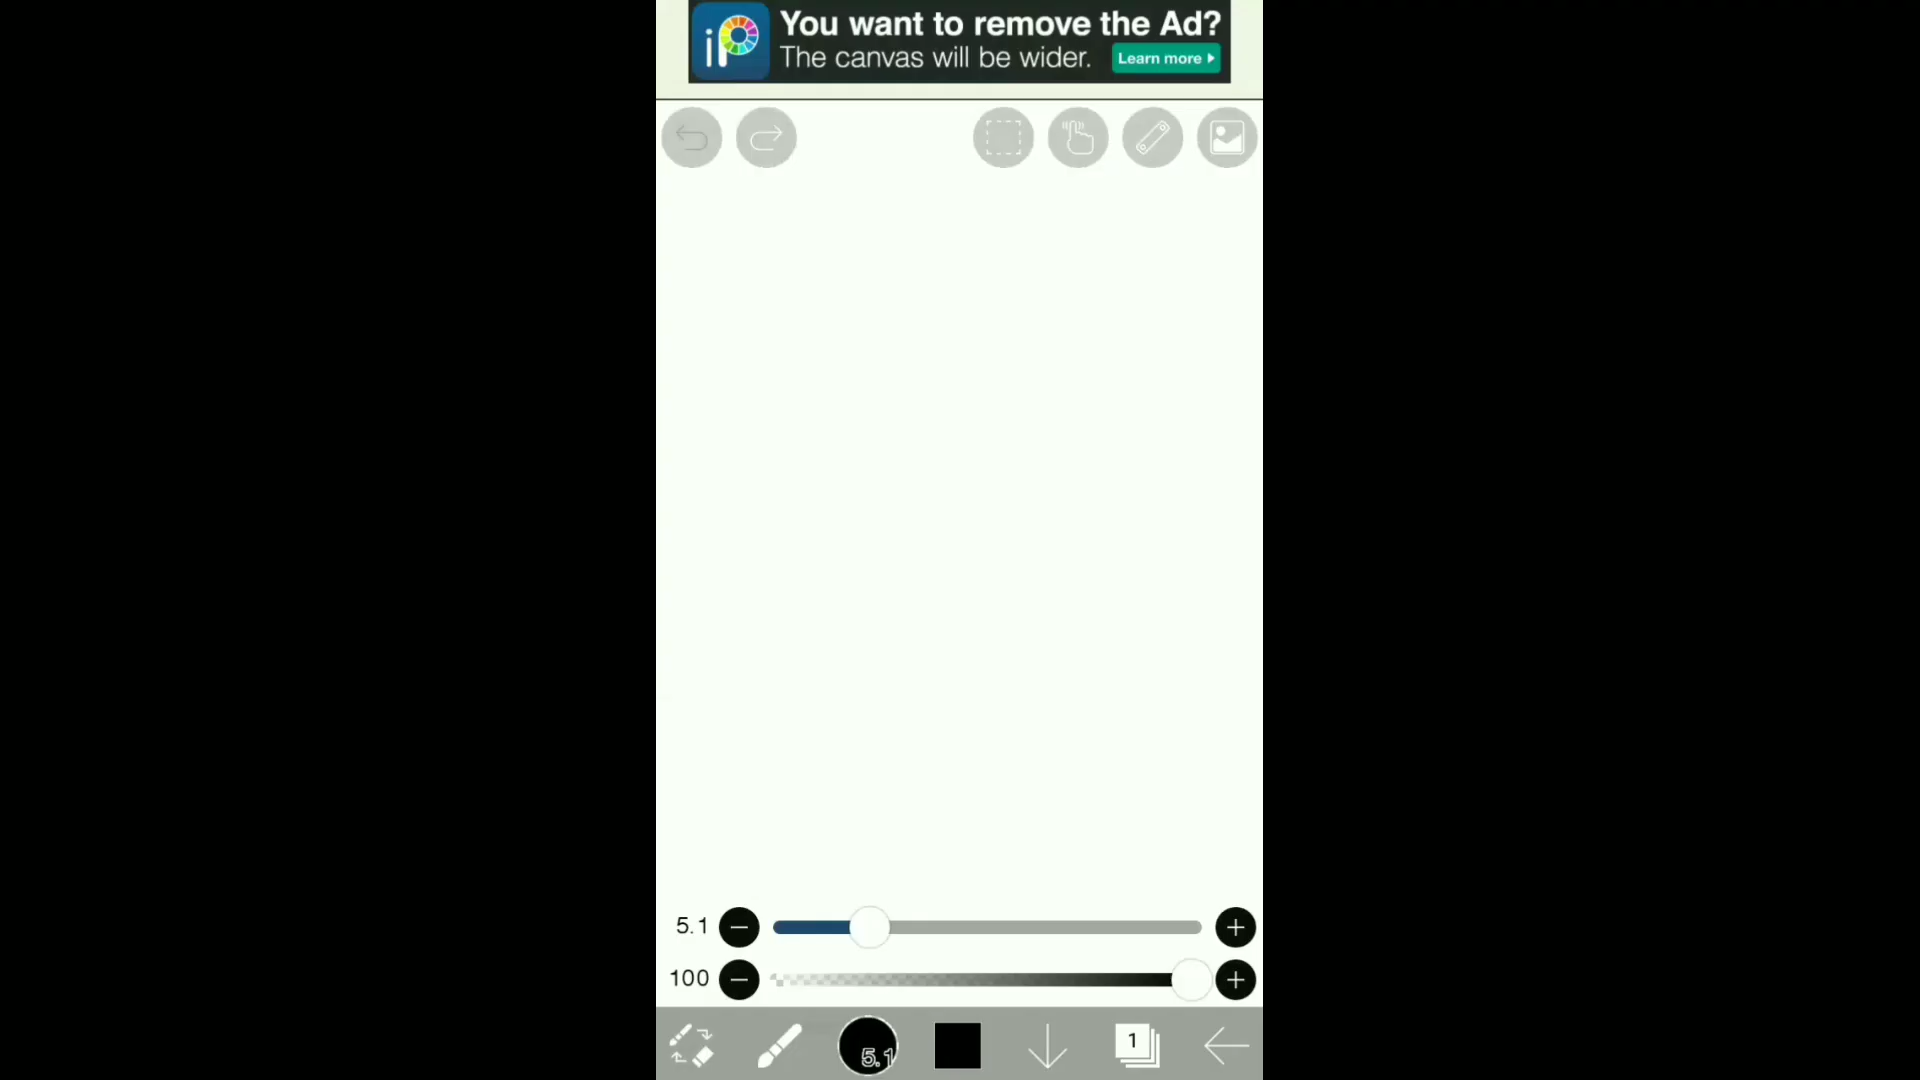 iP
You want to remove the Ad?
The canvas will be wider.
Learn more
5.1
100
5.1
1